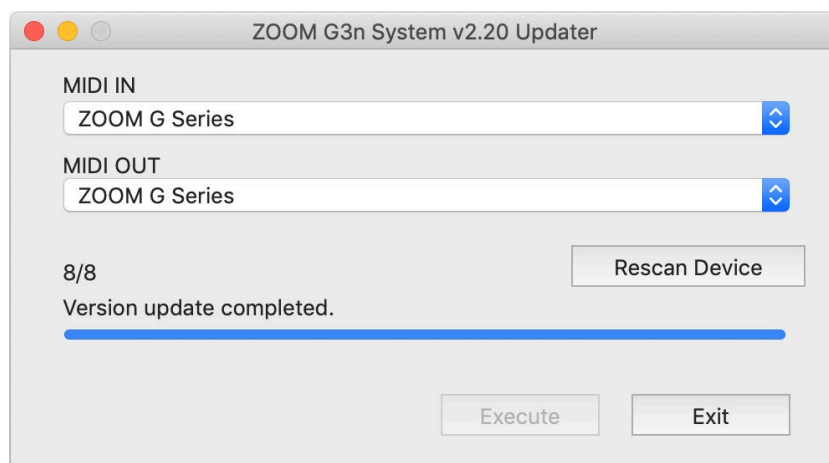 ZOOM G3n System v2.20 Updater
MIDI IN
ZOOM G Series
MIDI OUT
ZOOM G Series
Rescan Device
8/8
Version update completed.
Execute
Exit